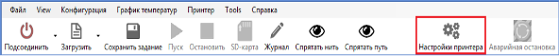 Файл View Конфигурация График температур Принтер Tools Справка
Подсоединить Загрузить Сохранить задание Пуск Остановить SD-карта Журнал Спрятать нить Спрятать путь Настройки принтера Аварийная остановка